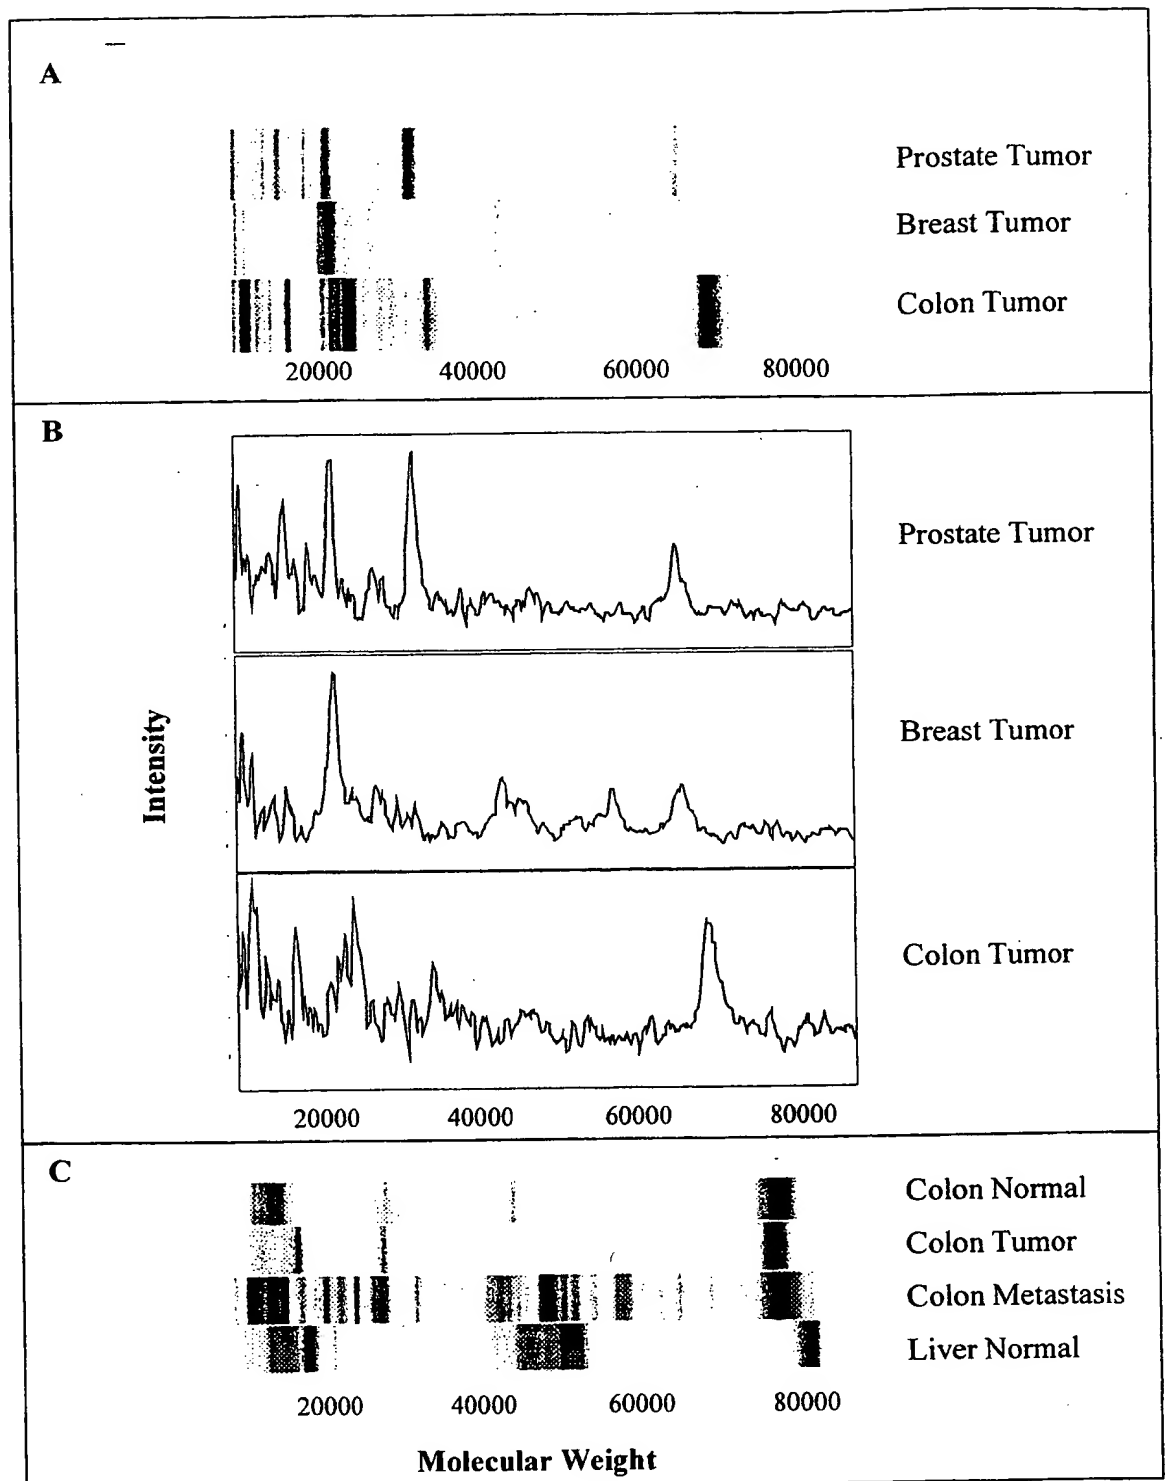 A
Prostate Tumor
Breast Tumor
Colon Tumor
20000 40000 60000 80000
B
Prostate Tumor
Intensity
Breast Tumor
Colon Tumor
20000 40000 60000 80000
C
Colon Normal
Colon Tumor
Colon Metastasis
Liver Normal
20000 40000 60000 80000
Molecular Weight